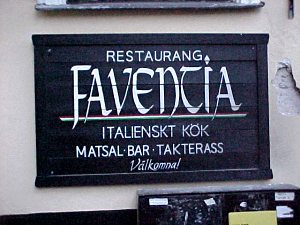 RESTAURANG
FAVENTIA
ITALIENSKT KÖK
MATSAL · BAR · TAKTERASS
Välkomna!